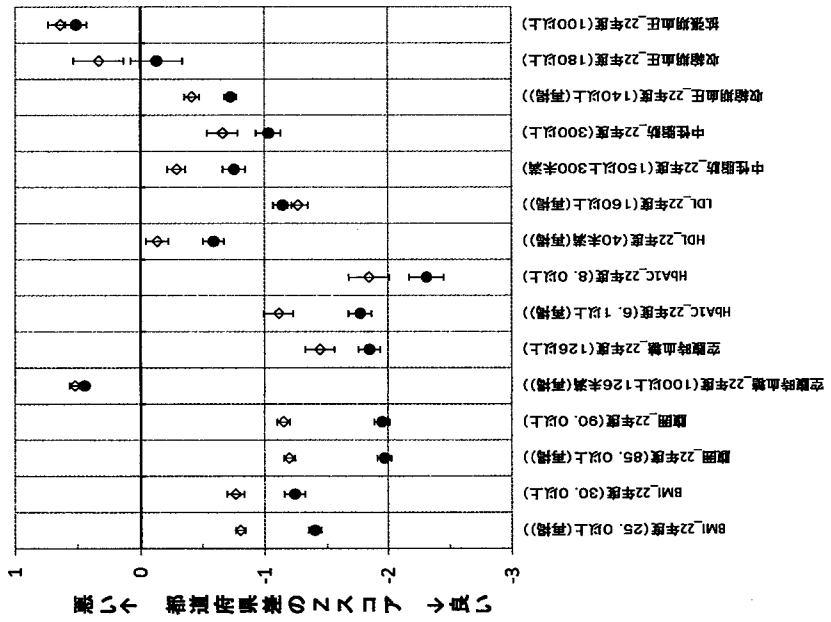 悪い↑ 都道府県差のZスコア ↓良い
1
0
-1
-2
-3
BMI_22年度(25.0以上(再掲))
BMI_22年度(30.0以上)
腹囲_22年度(85.0以上(再掲))
腹囲_22年度(90.0以上)
空腹時血糖_22年度(100以上126未満(再掲))
空腹時血糖_22年度(126以上)
HbA1C_22年度(6.1以上(再掲))
HbA1C_22年度(8.0以上)
HDL_22年度(40未満(再掲))
LDL_22年度(160以上(再掲))
中性脂肪_22年度(150以上300未満)
中性脂肪_22年度(300以上)
収縮期血圧_22年度(140以上(再掲))
収縮期血圧_22年度(180以上)
拡張期血圧_22年度(100以上)